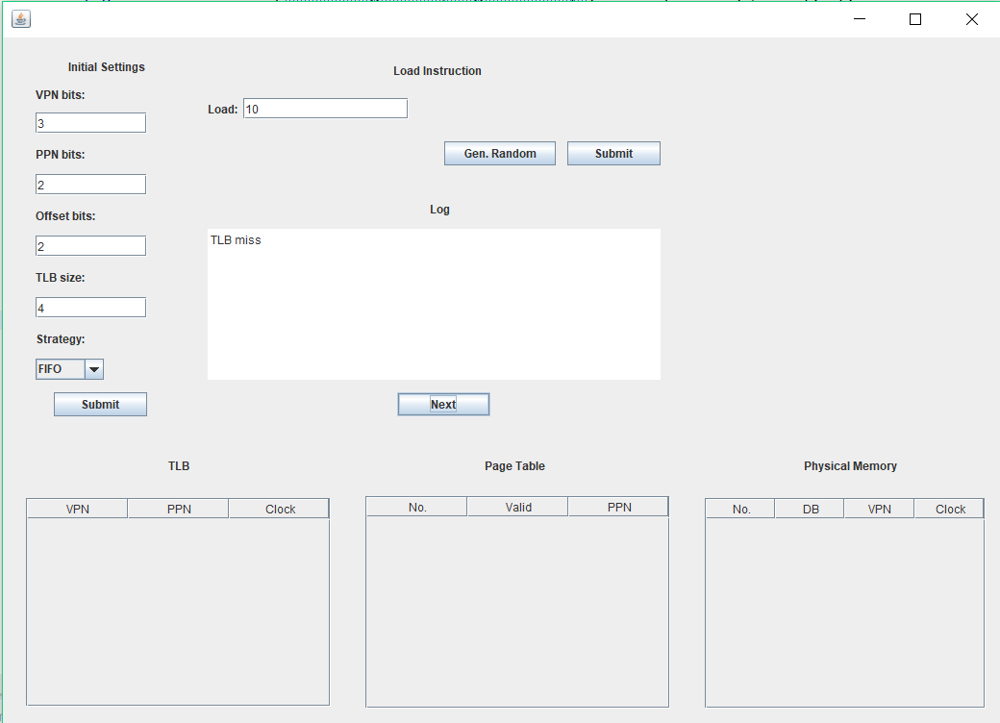 Initial Settings
Load Instruction
VPN bits:
3
Load: 10
PPN bits:
2
Gen. Random Submit
Offset bits:
2
Log
TLB miss
TLB size:
4
Strategy:
FIFO
Submit
Next
TLB
VPN PPN Clock
Page Table
No. Valid PPN
Physical Memory
No. DB VPN Clock